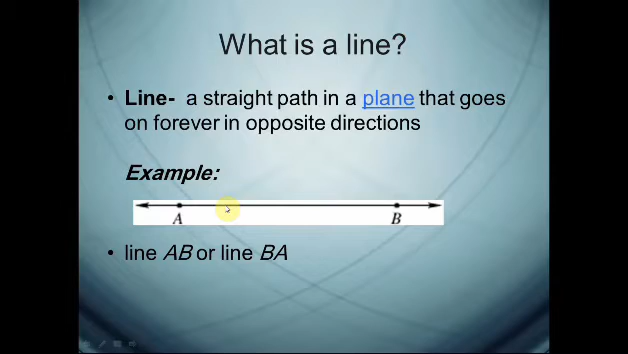 What is a line?
• Line- a straight path in a plane that goes
on forever in opposite directions
Example:
A B
• line AB or line BA